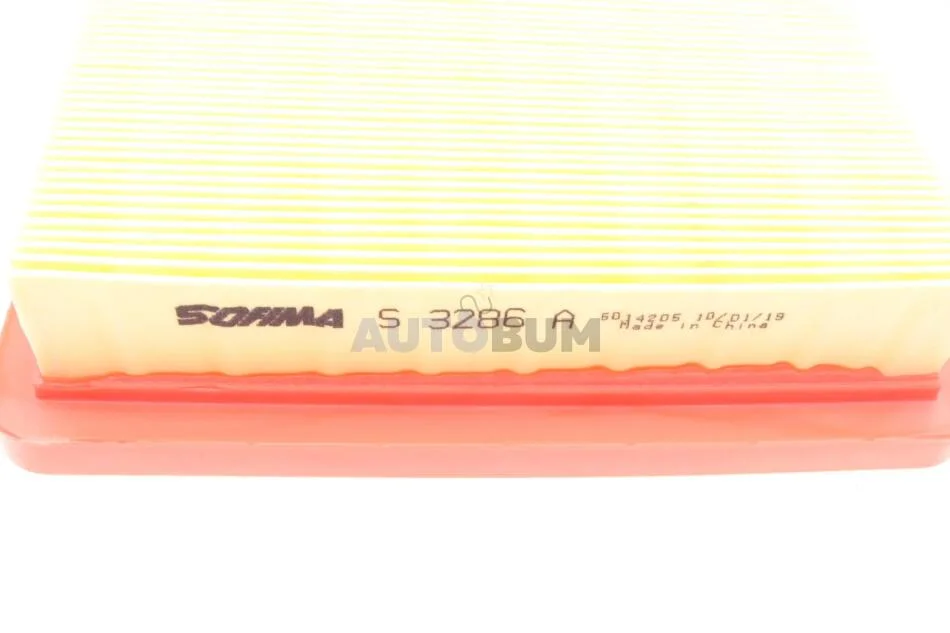 SOFIMA S 3286 A 6014205 10/01/19
Made in China
AUTOBUM